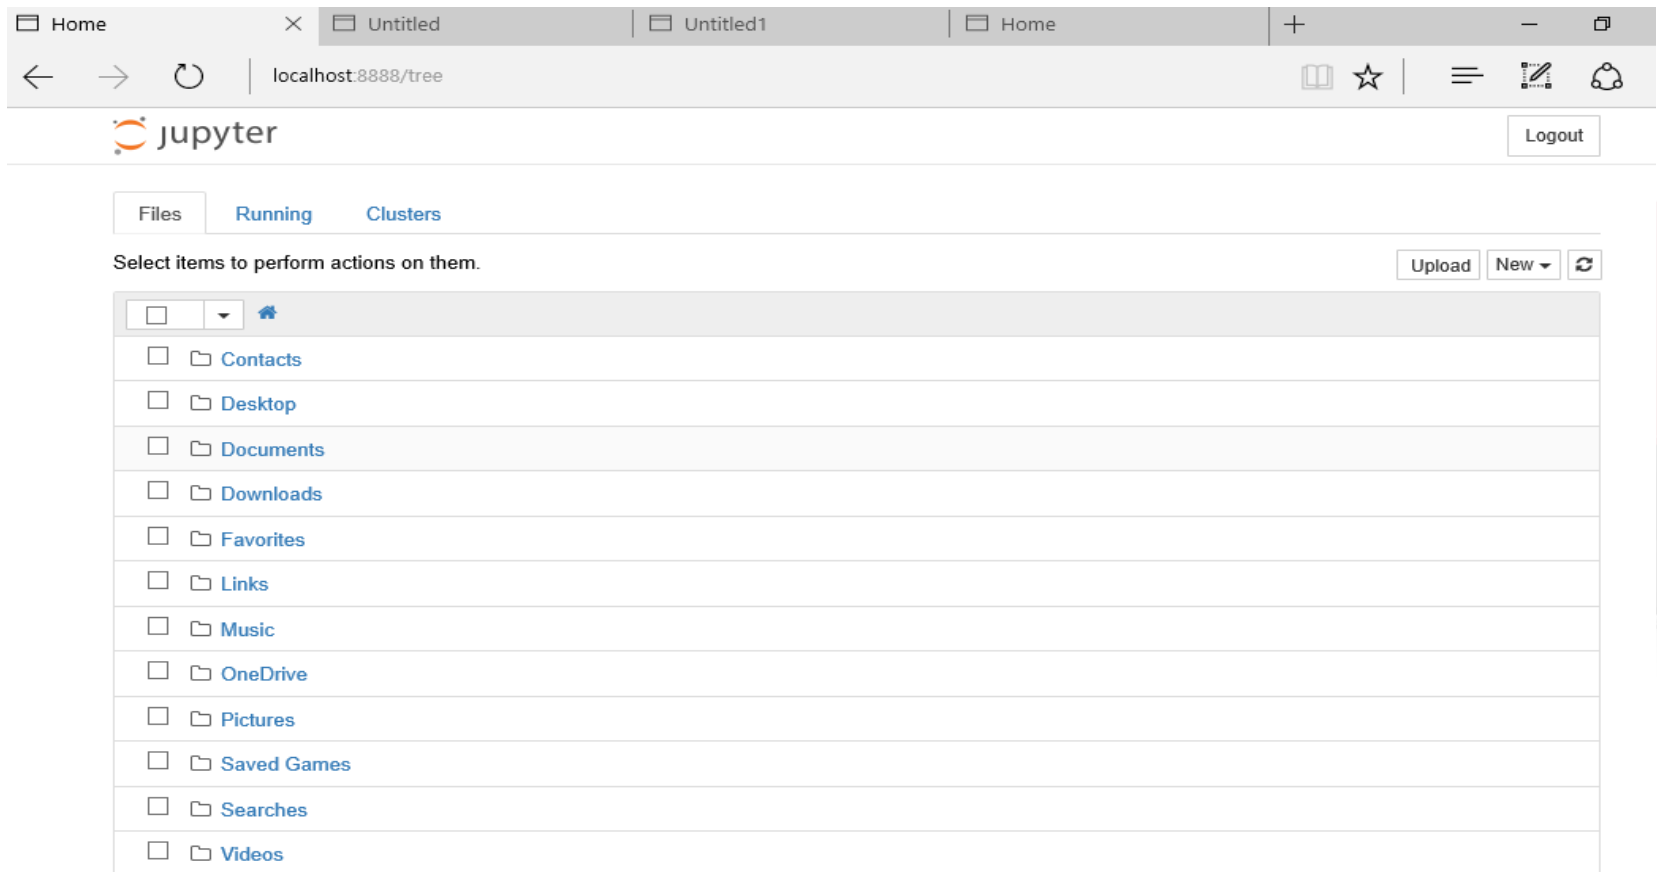 Home Untitled Untitled1 Home
localhost:8888/tree
jupyter Logout
Files Running Clusters
Select items to perform actions on them. Upload New
Contacts
Desktop
Documents
Downloads
Favorites
Links
Music
OneDrive
Pictures
Saved Games
Searches
Videos